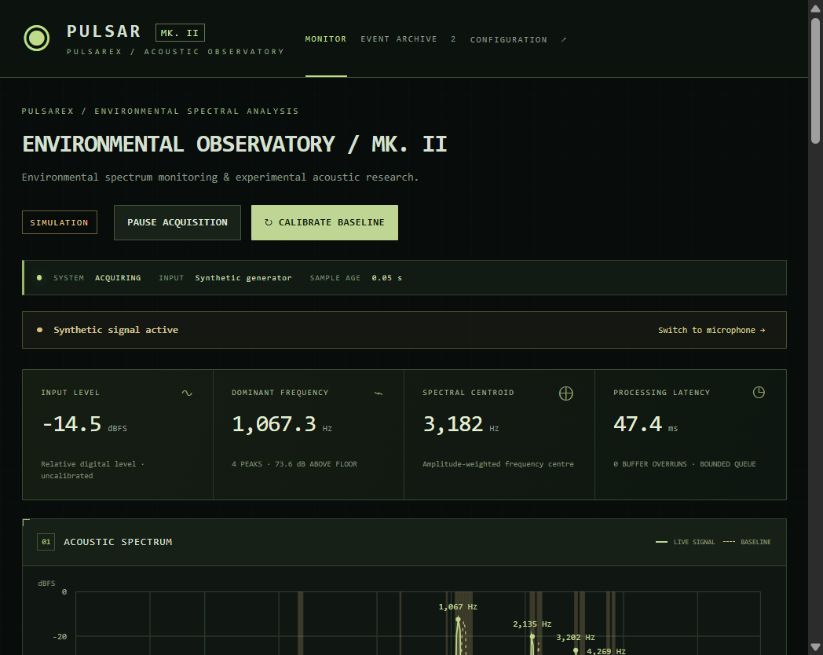 PULSAR MK. II
PULSAREX / ACOUSTIC OBSERVATORY
MONITOR EVENT ARCHIVE 2 CONFIGURATION ↗
PULSAREX / ENVIRONMENTAL SPECTRAL ANALYSIS
ENVIRONMENTAL OBSERVATORY / MK. II
Environmental spectrum monitoring & experimental acoustic research.
SIMULATION PAUSE ACQUISITION ↻ CALIBRATE BASELINE
SYSTEM ACQUIRING INPUT Synthetic generator SAMPLE AGE 0.05 s
Synthetic signal active Switch to microphone →
INPUT LEVEL
-14.5 dBFS
Relative digital level ·
uncalibrated
DOMINANT FREQUENCY
1,067.3 Hz
4 PEAKS · 73.6 dB ABOVE FLOOR
SPECTRAL CENTROID
3,182 Hz
Amplitude-weighted frequency centre
PROCESSING LATENCY
47.4 ms
0 BUFFER OVERRUNS · BOUNDED QUEUE
01 ACOUSTIC SPECTRUM LIVE SIGNAL BASELINE
dBFS
0
1,067 Hz
2,135 Hz
-20
3,202 Hz
4,269 Hz